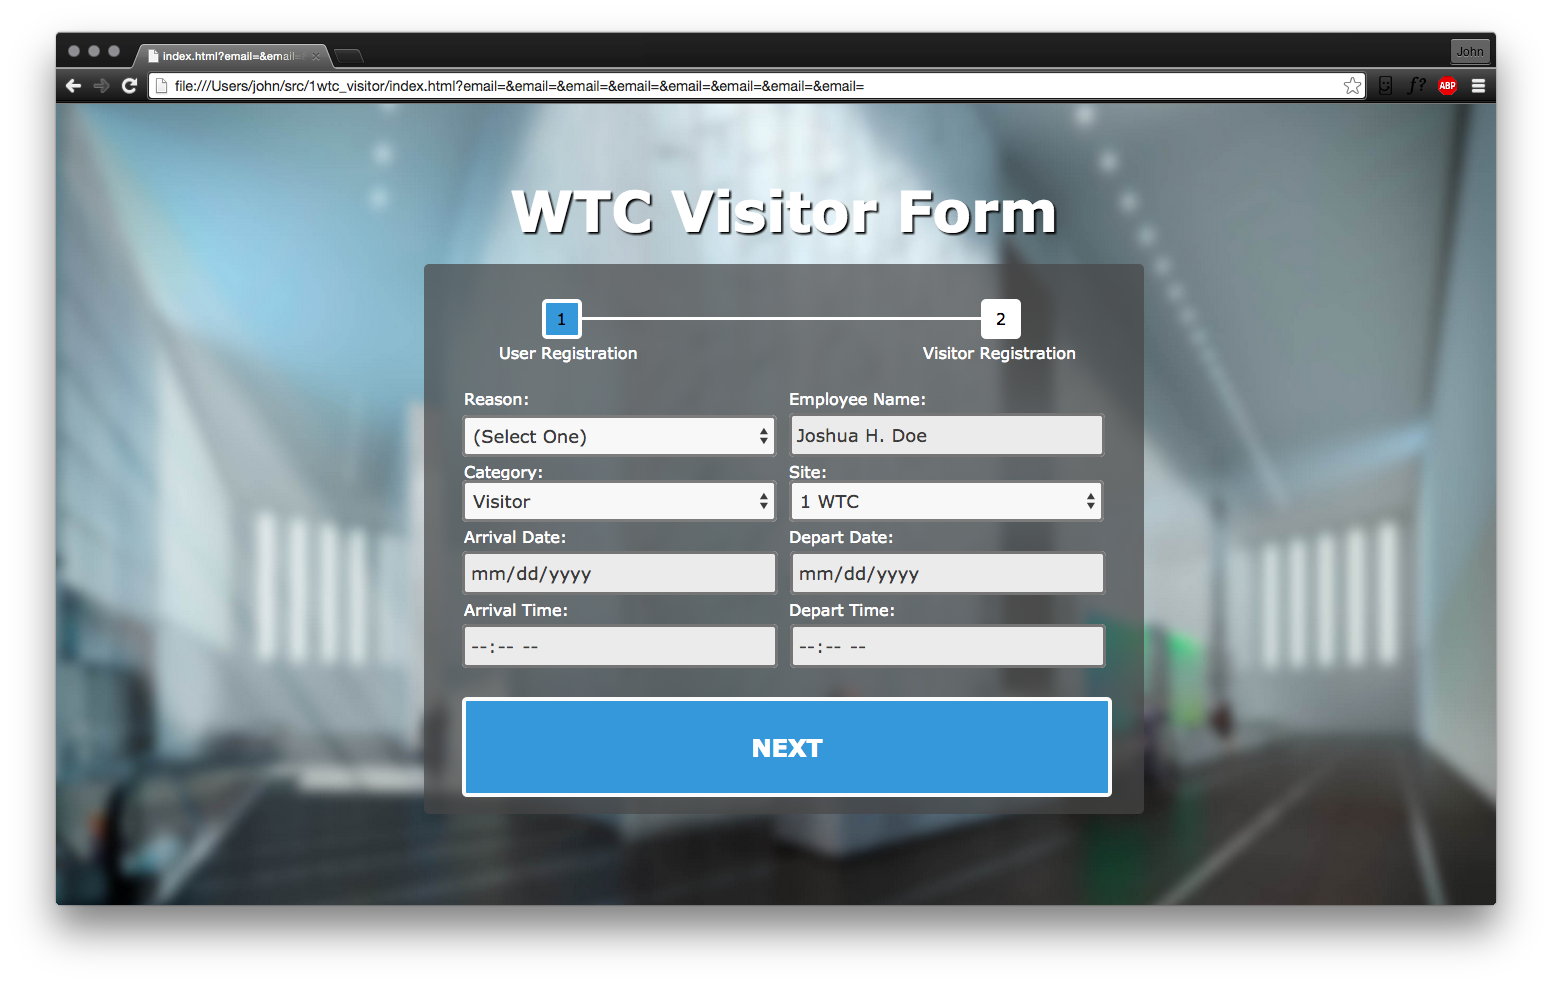 index.html?email=&email=
John
file:///Users/john/src/1wtc_visitor/index.html?email=&email=&email=&email=&email=&email=&email=&email=
f?
ABP
WTC Visitor Form
1
2
User Registration
Visitor Registration
Reason:
Employee Name:
(Select One)
Joshua H. Doe
Category:
Site:
Visitor
1 WTC
Arrival Date:
Depart Date:
mm/dd/yyyy
mm/dd/yyyy
Arrival Time:
Depart Time:
--:-- --
--:-- --
NEXT